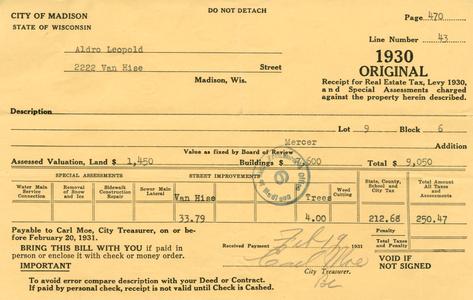 DO NOT DETACH
CITY OF MADISON
STATE OF WISCONSIN
Page 470
Line Number 43
Aldro Leopold
2222 Van Hise Street
Madison, Wis.
1930
ORIGINAL
Receipt for Real Estate Tax, Levy 1930,
and Special Assessments charged
against the property herein described.
Description
Lot 9 Block 6
Mercer Addition
Value as fixed by Board of Review
Assessed Valuation, Land $ 1,450 Buildings $ 7,600 Total $ 9,050
SPECIAL ASSESSMENTS STREET IMPROVEMENTS
Water Main Service Connection
Removal of Snow and Ice
Sidewalk Construction Repair
Sewer Main Lateral
Weed Cutting
State, County, School and City Tax
Total Amount All Taxes and Assessments
Van Hise Trees
33.79 4.00 212.68 250.47
Payable to Carl Moe, City Treasurer, on or be-
fore February 20, 1931.
BRING THIS BILL WITH YOU if paid in
person or enclose it with check or money order.
IMPORTANT
To avoid error compare description with your Deed or Contract.
If paid by personal check, receipt is not valid until Check is Cashed.
Received Payment Feb 19 1931
Carl Moe
City Treasurer.
Penalty
Total Taxes and Penalty
VOID IF
NOT SIGNED
6